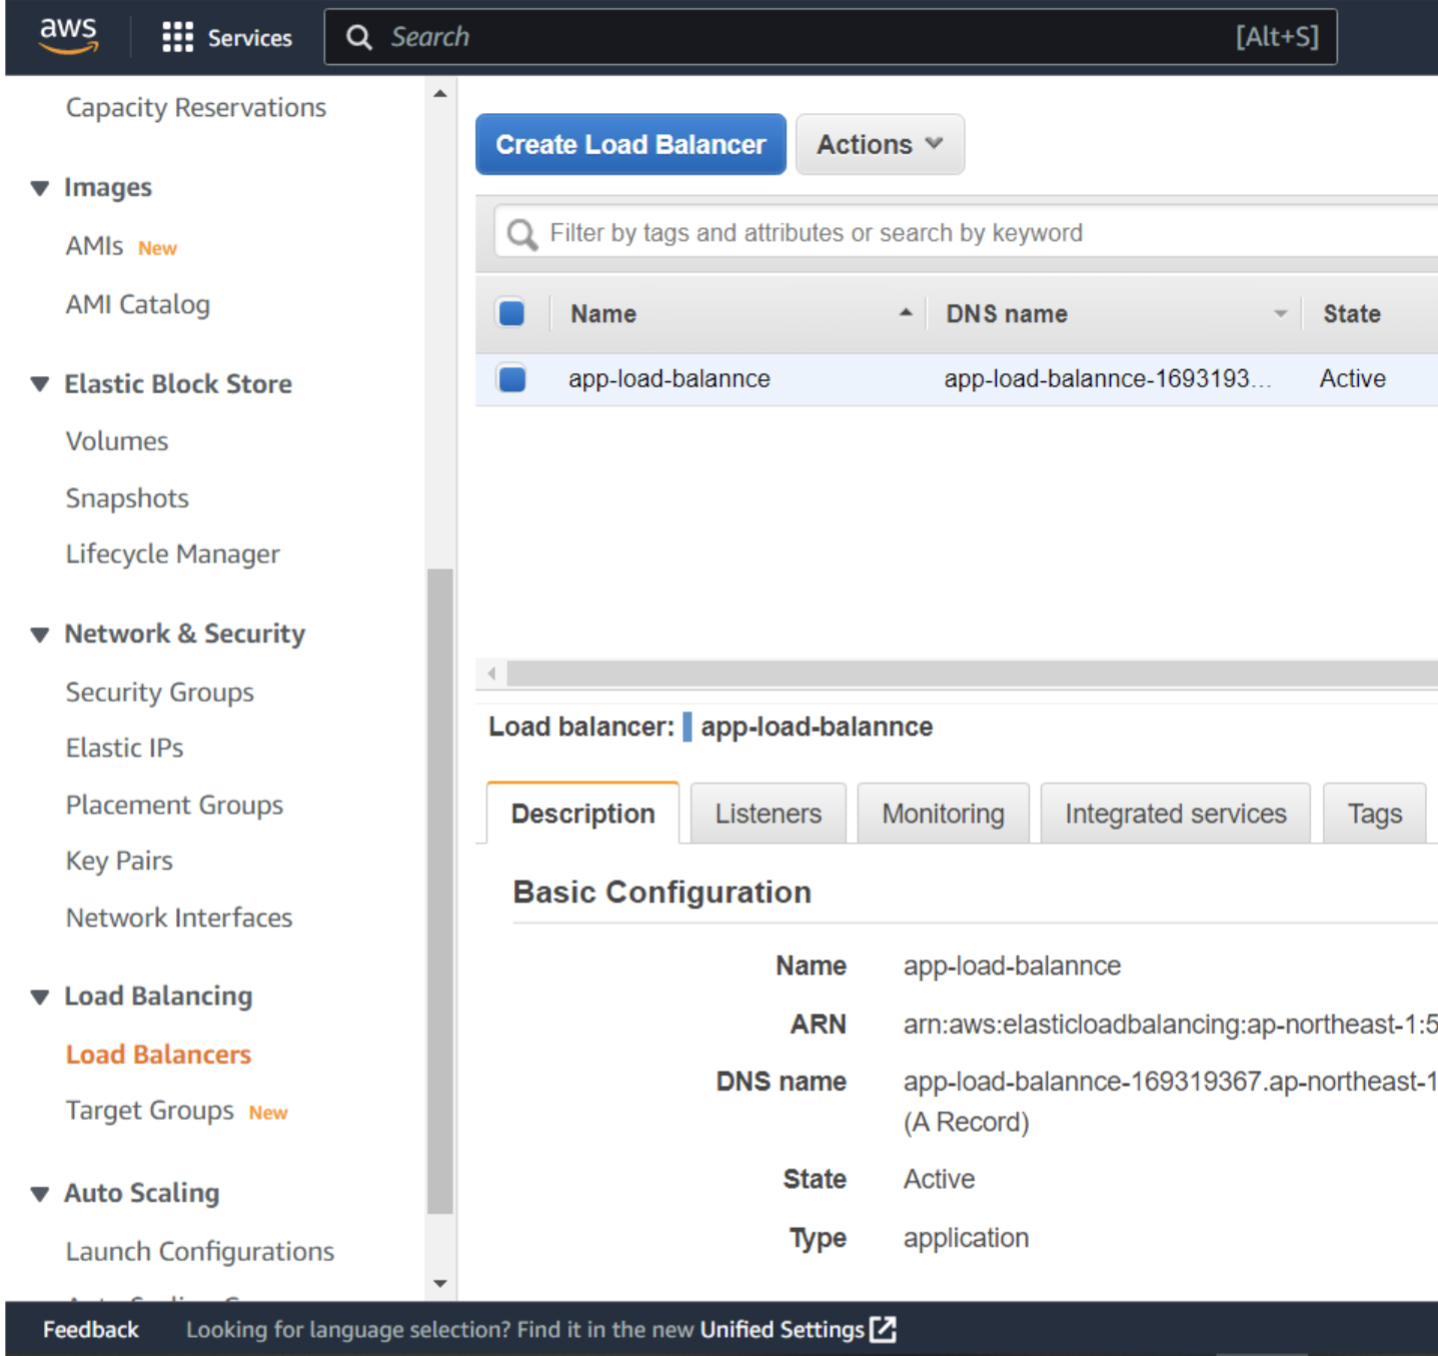 aws Services Search [Alt+S]
Capacity Reservations
Images
AMIs New
AMI Catalog
Elastic Block Store
Volumes
Snapshots
Lifecycle Manager
Network & Security
Security Groups
Elastic IPs
Placement Groups
Key Pairs
Network Interfaces
Load Balancing
Load Balancers
Target Groups New
Auto Scaling
Launch Configurations
Create Load Balancer Actions
Filter by tags and attributes or search by keyword
Name DNS name State
app-load-balannce app-load-balannce-1693193... Active
Load balancer: app-load-balannce
Description Listeners Monitoring Integrated services Tags
Basic Configuration
Name app-load-balannce
ARN arn:aws:elasticloadbalancing:ap-northeast-1:5
DNS name app-load-balannce-169319367.ap-northeast-1
(A Record)
State Active
Type application
Feedback Looking for language selection? Find it in the new Unified Settings